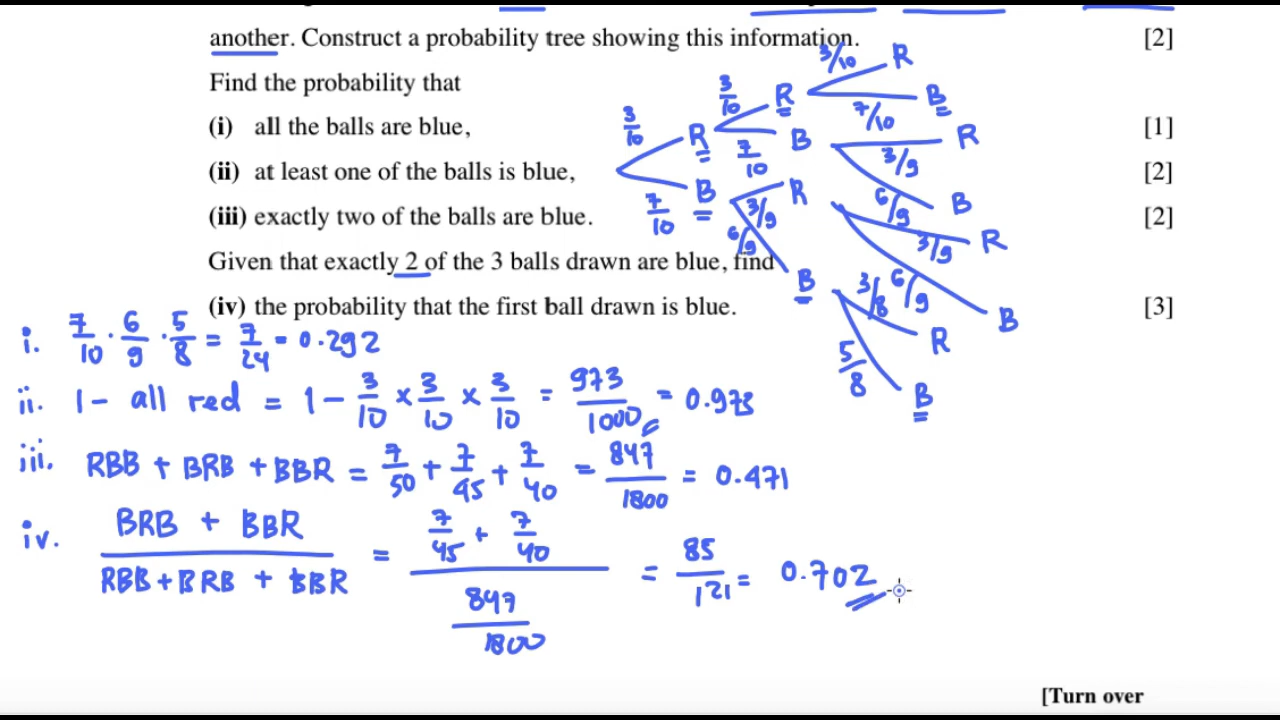 another. Construct a probability tree showing this information. [2]
Find the probability that
(i) all the balls are blue, [1]
(ii) at least one of the balls is blue, [2]
(iii) exactly two of the balls are blue. [2]
Given that exactly 2 of the 3 balls drawn are blue, find
(iv) the probability that the first ball drawn is blue. [3]
3/10 R
3/10 R B
3/10 R 7/10 B 7/10 R
3/9
7/10 B 3/9 R 6/9 B
6/9 3/9 R
B 3/8 6/9 B
R
5/8 B
i. 7/10 · 6/9 · 5/8 = 7/24 = 0.292
ii. 1 - all red = 1 - 3/10 × 3/10 × 3/10 = 973/1000 = 0.973
iii. RBB + BRB + BBR = 7/50 + 7/45 + 7/40 = 847/1800 = 0.471
iv. BRB + BBR / RBB + BRB + BBR = 7/45 + 7/40 / 847/1800 = 85/121 = 0.702
[Turn over